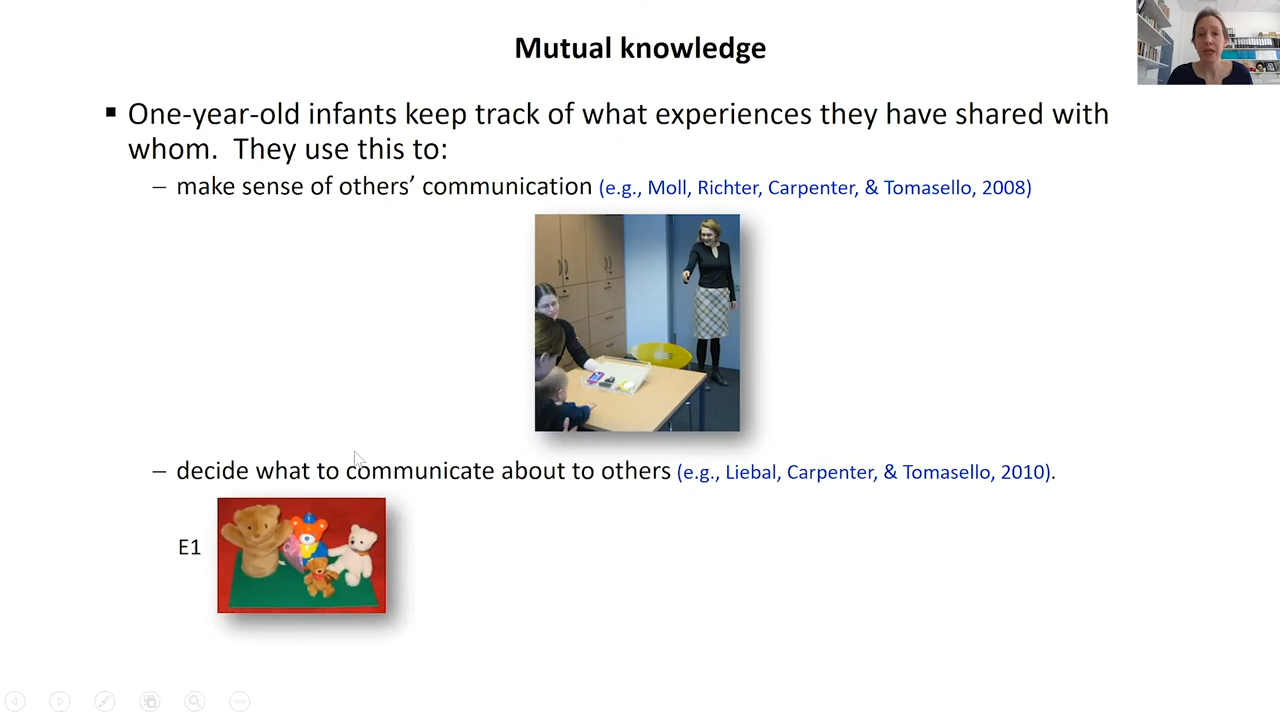 Mutual knowledge
▪ One-year-old infants keep track of what experiences they have shared with
whom. They use this to:
– make sense of others’ communication (e.g., Moll, Richter, Carpenter, & Tomasello, 2008)
– decide what to communicate about to others (e.g., Liebal, Carpenter, & Tomasello, 2010).
E1